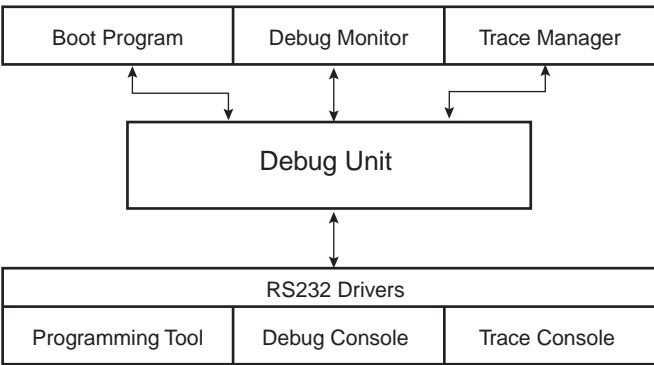 Boot Program Debug Monitor Trace Manager
Debug Unit
RS232 Drivers
Programming Tool Debug Console Trace Console